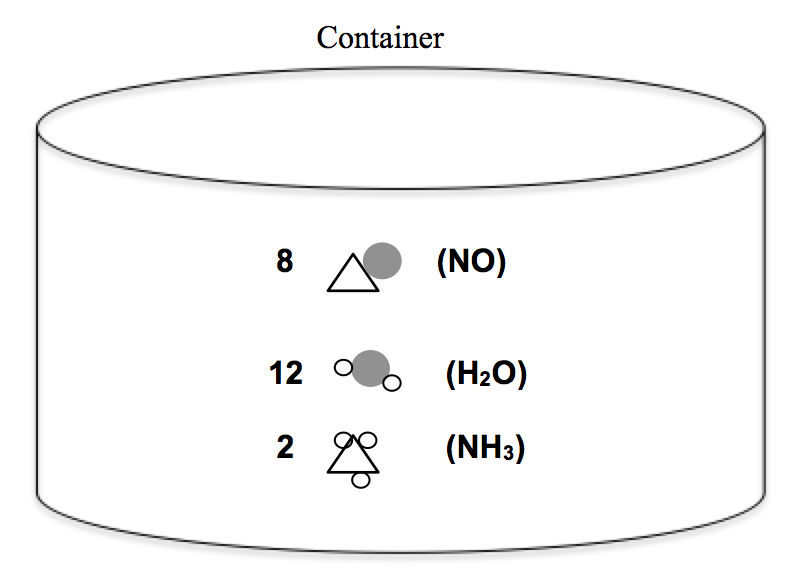 Container
8 (NO)
12 (H₂O)
2 (NH₃)